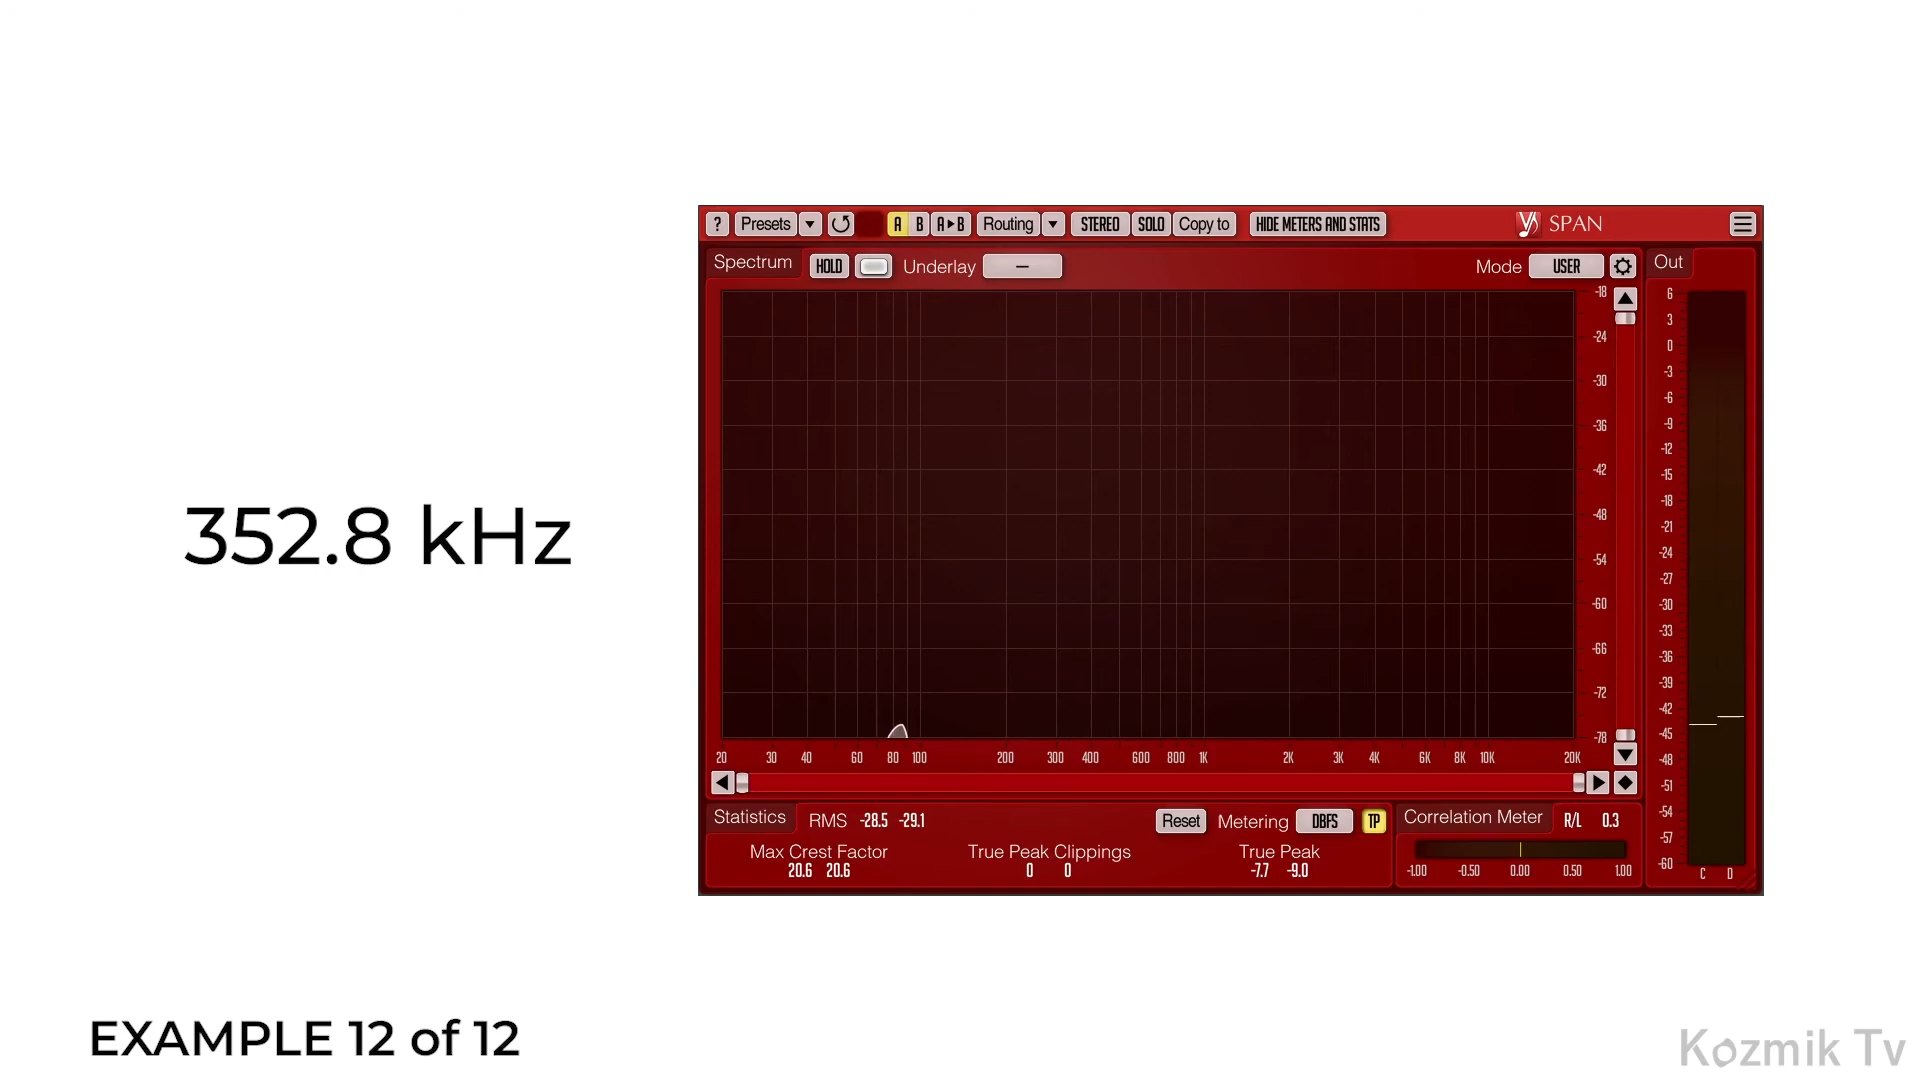 ? Presets A B A▸B Routing STEREO SOLO Copy to HIDE METERS AND STATS SPAN
Spectrum HOLD Underlay – Mode USER Out
-18
-24
-30
-36
-42
-48
-54
-60
-66
-72
-78
6
3
0
-3
-6
-9
-12
-15
-18
-21
-24
-27
-30
-33
-36
-39
-42
-45
-48
-51
-54
-57
-60
C D
352.8 kHz
20 30 40 60 80 100 200 300 400 600 800 1K 2K 3K 4K 6K 8K 10K 20K
Statistics RMS -28.5 -29.1 Reset Metering DBFS TP
Max Crest Factor True Peak Clippings True Peak
20.6 20.6 0 0 -7.7 -9.0
Correlation Meter R/L 0.3
-1.00 -0.50 0.00 0.50 1.00
EXAMPLE 12 of 12
Kozmik Tv